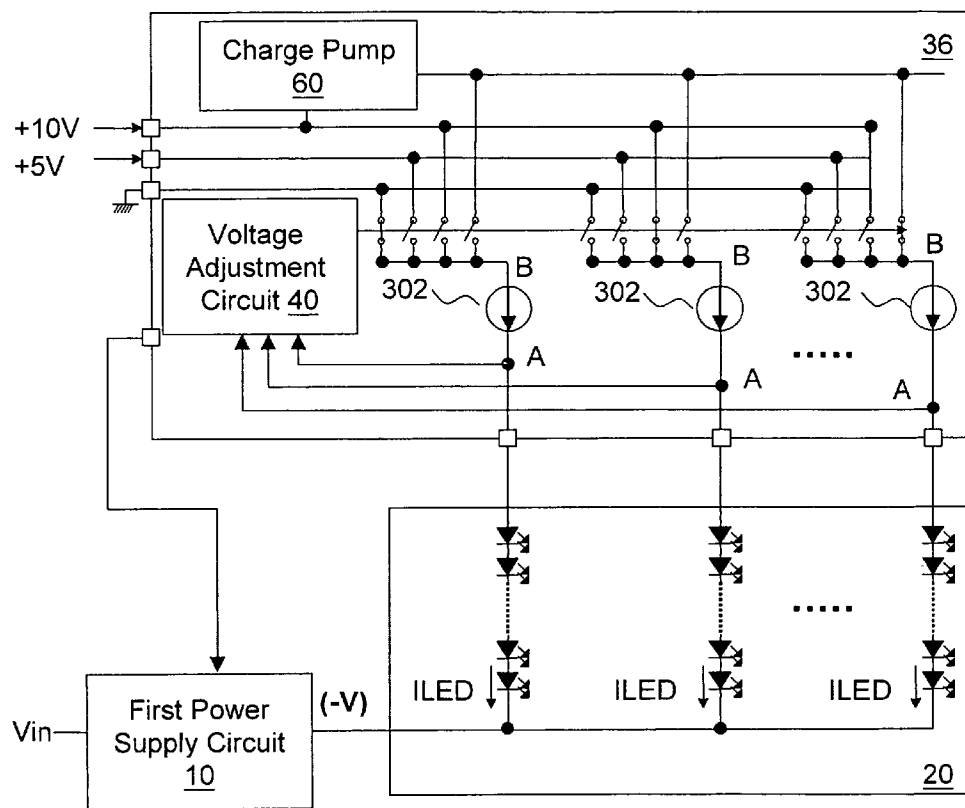 Charge Pump
60
36
+10V
+5V
Voltage
Adjustment
Circuit 40
B
B
B
302
302
302
A
A
A
ILED
ILED
ILED
(-V)
Vin
First Power
Supply Circuit
10
20